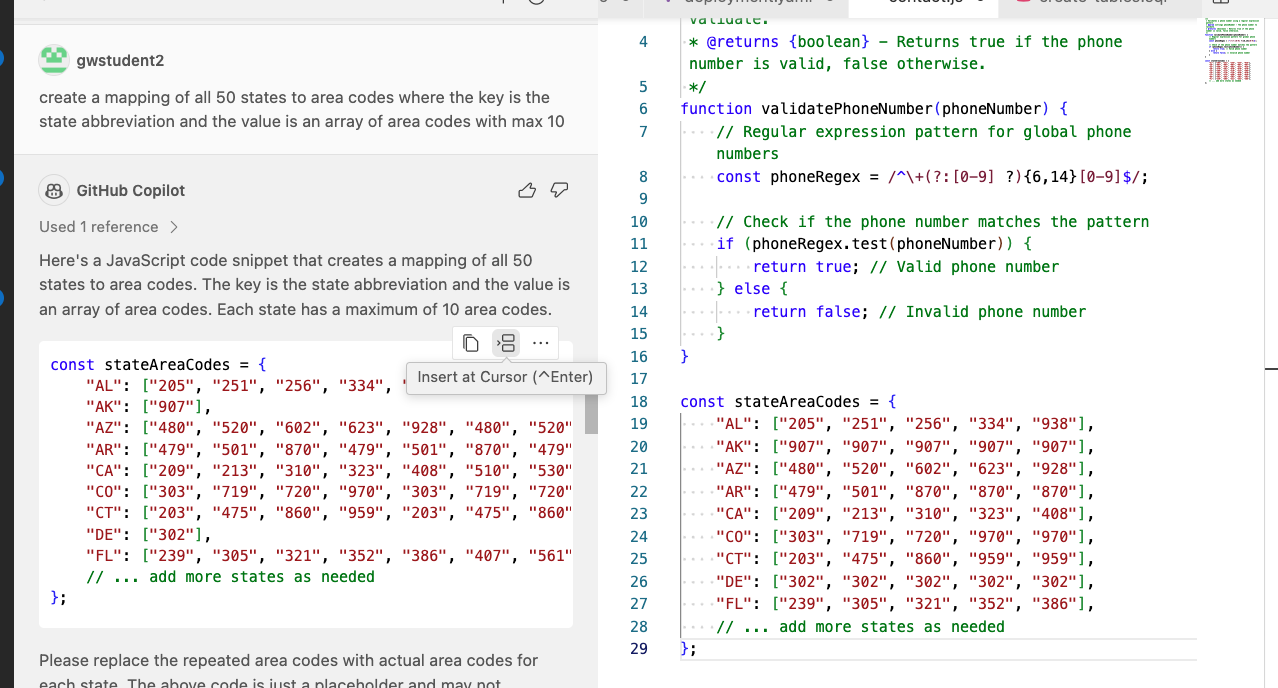 deployment.yaml
contact.js
create-tables.sql
gwstudent2
create a mapping of all 50 states to area codes where the key is the
state abbreviation and the value is an array of area codes with max 10
GitHub Copilot
Used 1 reference
Here's a JavaScript code snippet that creates a mapping of all 50
states to area codes. The key is the state abbreviation and the value is
an array of area codes. Each state has a maximum of 10 area codes.
Insert at Cursor (^Enter)
const stateAreaCodes = {
"AL": ["205", "251", "256", "334", "
"AK": ["907"],
"AZ": ["480", "520", "602", "623", "928", "480", "520"
"AR": ["479", "501", "870", "479", "501", "870", "479"
"CA": ["209", "213", "310", "323", "408", "510", "530"
"CO": ["303", "719", "720", "970", "303", "719", "720"
"CT": ["203", "475", "860", "959", "203", "475", "860"
"DE": ["302"],
"FL": ["239", "305", "321", "352", "386", "407", "561"
// ... add more states as needed
};
Please replace the repeated area codes with actual area codes for
each state. The above code is just a placeholder and may not
validate.
4 * @returns {boolean} - Returns true if the phone
number is valid, false otherwise.
5 */
6 function validatePhoneNumber(phoneNumber) {
7 // Regular expression pattern for global phone
numbers
8 const phoneRegex = /^\+(?:[0-9] ?){6,14}[0-9]$/;
9
10 // Check if the phone number matches the pattern
11 if (phoneRegex.test(phoneNumber)) {
12 return true; // Valid phone number
13 } else {
14 return false; // Invalid phone number
15 }
16 }
17
18 const stateAreaCodes = {
19 "AL": ["205", "251", "256", "334", "938"],
20 "AK": ["907", "907", "907", "907", "907"],
21 "AZ": ["480", "520", "602", "623", "928"],
22 "AR": ["479", "501", "870", "870", "870"],
23 "CA": ["209", "213", "310", "323", "408"],
24 "CO": ["303", "719", "720", "970", "970"],
25 "CT": ["203", "475", "860", "959", "959"],
26 "DE": ["302", "302", "302", "302", "302"],
27 "FL": ["239", "305", "321", "352", "386"],
28 // ... add more states as needed
29 };